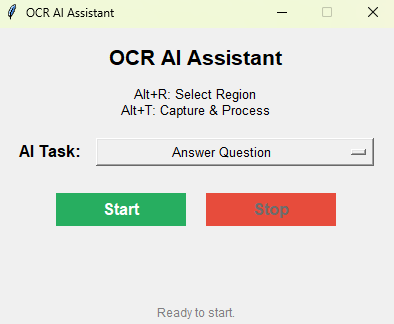 OCR AI Assistant
OCR AI Assistant
Alt+R: Select Region
Alt+T: Capture & Process
AI Task: Answer Question
Start Stop
Ready to start.